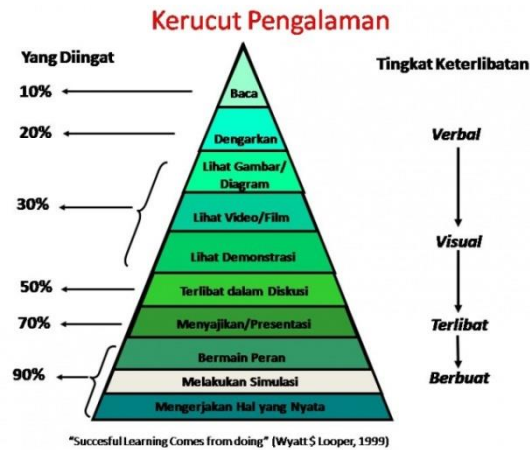 Kerucut Pengalaman
Yang Diingat
Tingkat Keterlibatan
10%
Baca
20%
Dengarkan
Verbal
30%
Lihat Gambar/
Diagram
Lihat Video/Film
Lihat Demonstrasi
Visual
50%
Terlibat dalam Diskusi
70%
Menyajikan/Presentasi
Terlibat
90%
Bermain Peran
Melakukan Simulasi
Mengerjakan Hal yang Nyata
Berbuat
"Succesful Learning Comes from doing" (Wyatt $ Looper, 1999)